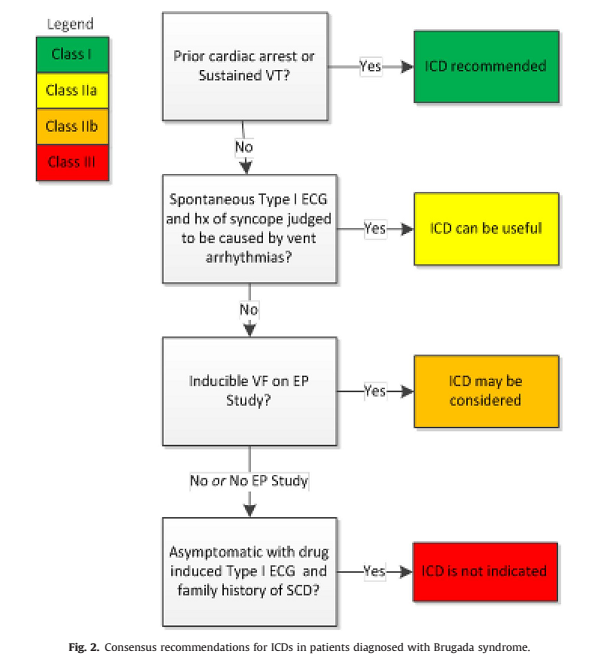 Legend
Class I
Class IIa
Class IIb
Class III
Prior cardiac arrest or
Sustained VT?
Yes
ICD recommended
No
Spontaneous Type I ECG
and hx of syncope judged
to be caused by vent
arrhythmias?
Yes
ICD can be useful
No
Inducible VF on EP
Study?
Yes
ICD may be
considered
No or No EP Study
Asymptomatic with drug
induced Type I ECG and
family history of SCD?
Yes
ICD is not indicated
Fig. 2. Consensus recommendations for ICDs in patients diagnosed with Brugada syndrome.